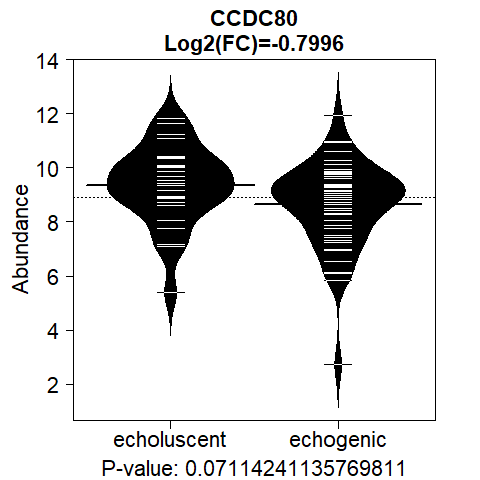 CCDC80
Log2(FC)=-0.7996
14
12
10
8
6
4
2
Abundance
echoluscent echogenic
P-value: 0.07114241135769811